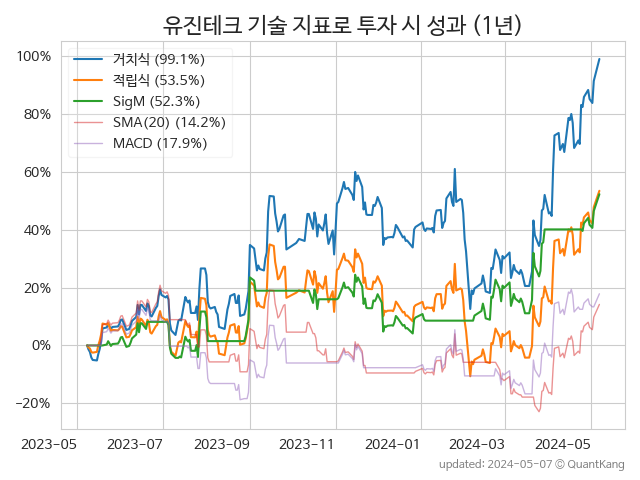 유진테크 기술 지표로 투자 시 성과 (1년)
거치식 (99.1%)
적립식 (53.5%)
SigM (52.3%)
SMA(20) (14.2%)
MACD (17.9%)
100%
80%
60%
40%
20%
0%
−20%
2023-05 2023-07 2023-09 2023-11 2024-01 2024-03 2024-05
updated: 2024-05-07 © QuantKang